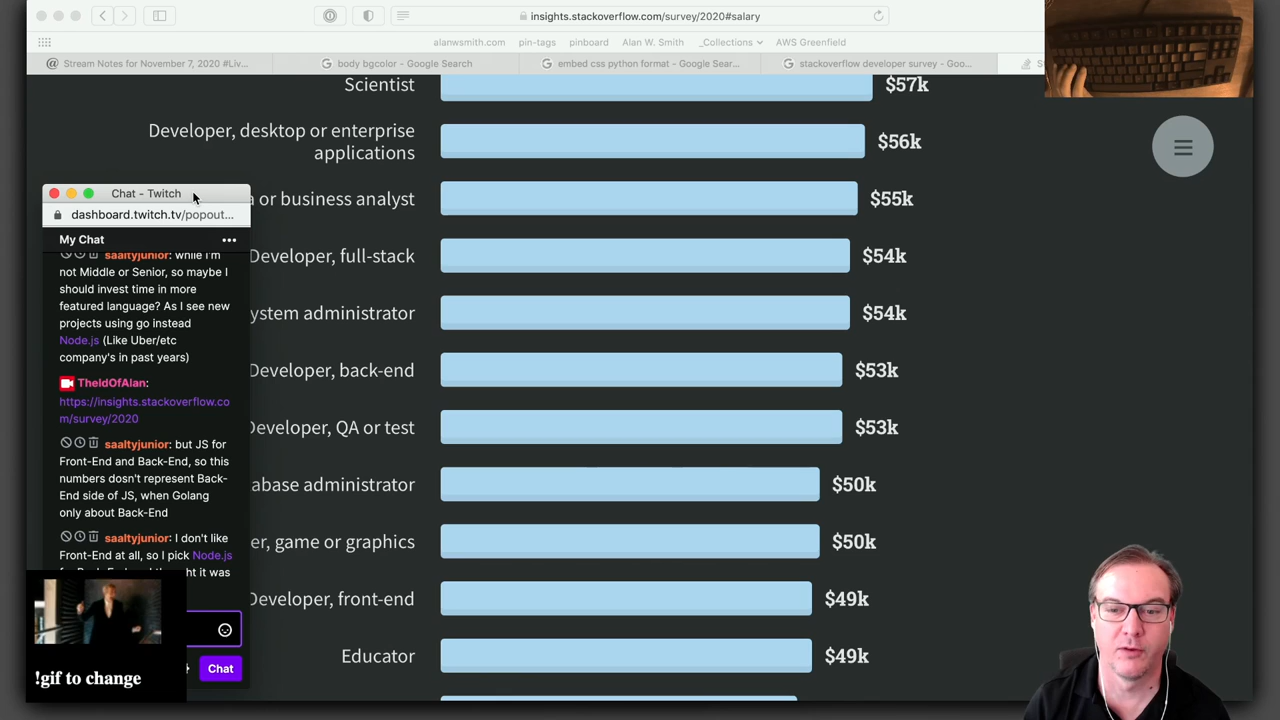 insights.stackoverflow.com/survey/2020#salary
alanwsmith.com pin-tags pinboard Alan W. Smith _Collections AWS Greenfield
Stream Notes for November 7, 2020 #Liv... body bgcolor - Google Search embed css python format - Google Sear... stackoverflow developer survey - Goo...
Scientist $57k
Developer, desktop or enterprise
applications $56k
a or business analyst $55k
Developer, full-stack $54k
ystem administrator $54k
Developer, back-end $53k
Developer, QA or test $53k
abase administrator $50k
er, game or graphics $50k
Developer, front-end $49k
Educator $49k
Chat - Twitch
dashboard.twitch.tv/popout...
My Chat
saaltyjunior: while I'm
not Middle or Senior, so maybe I
should invest time in more
featured language? As I see new
projects using go instead
Node.js (Like Uber/etc
company's in past years)
TheIdOfAlan:
https://insights.stackoverflow.co
m/survey/2020
saaltyjunior: but JS for
Front-End and Back-End, so this
numbers dosn't represent Back-
End side of JS, when Golang
only about Back-End
saaltyjunior: I don't like
Front-End at all, so I pick Node.js
it was
Chat
!gif to change